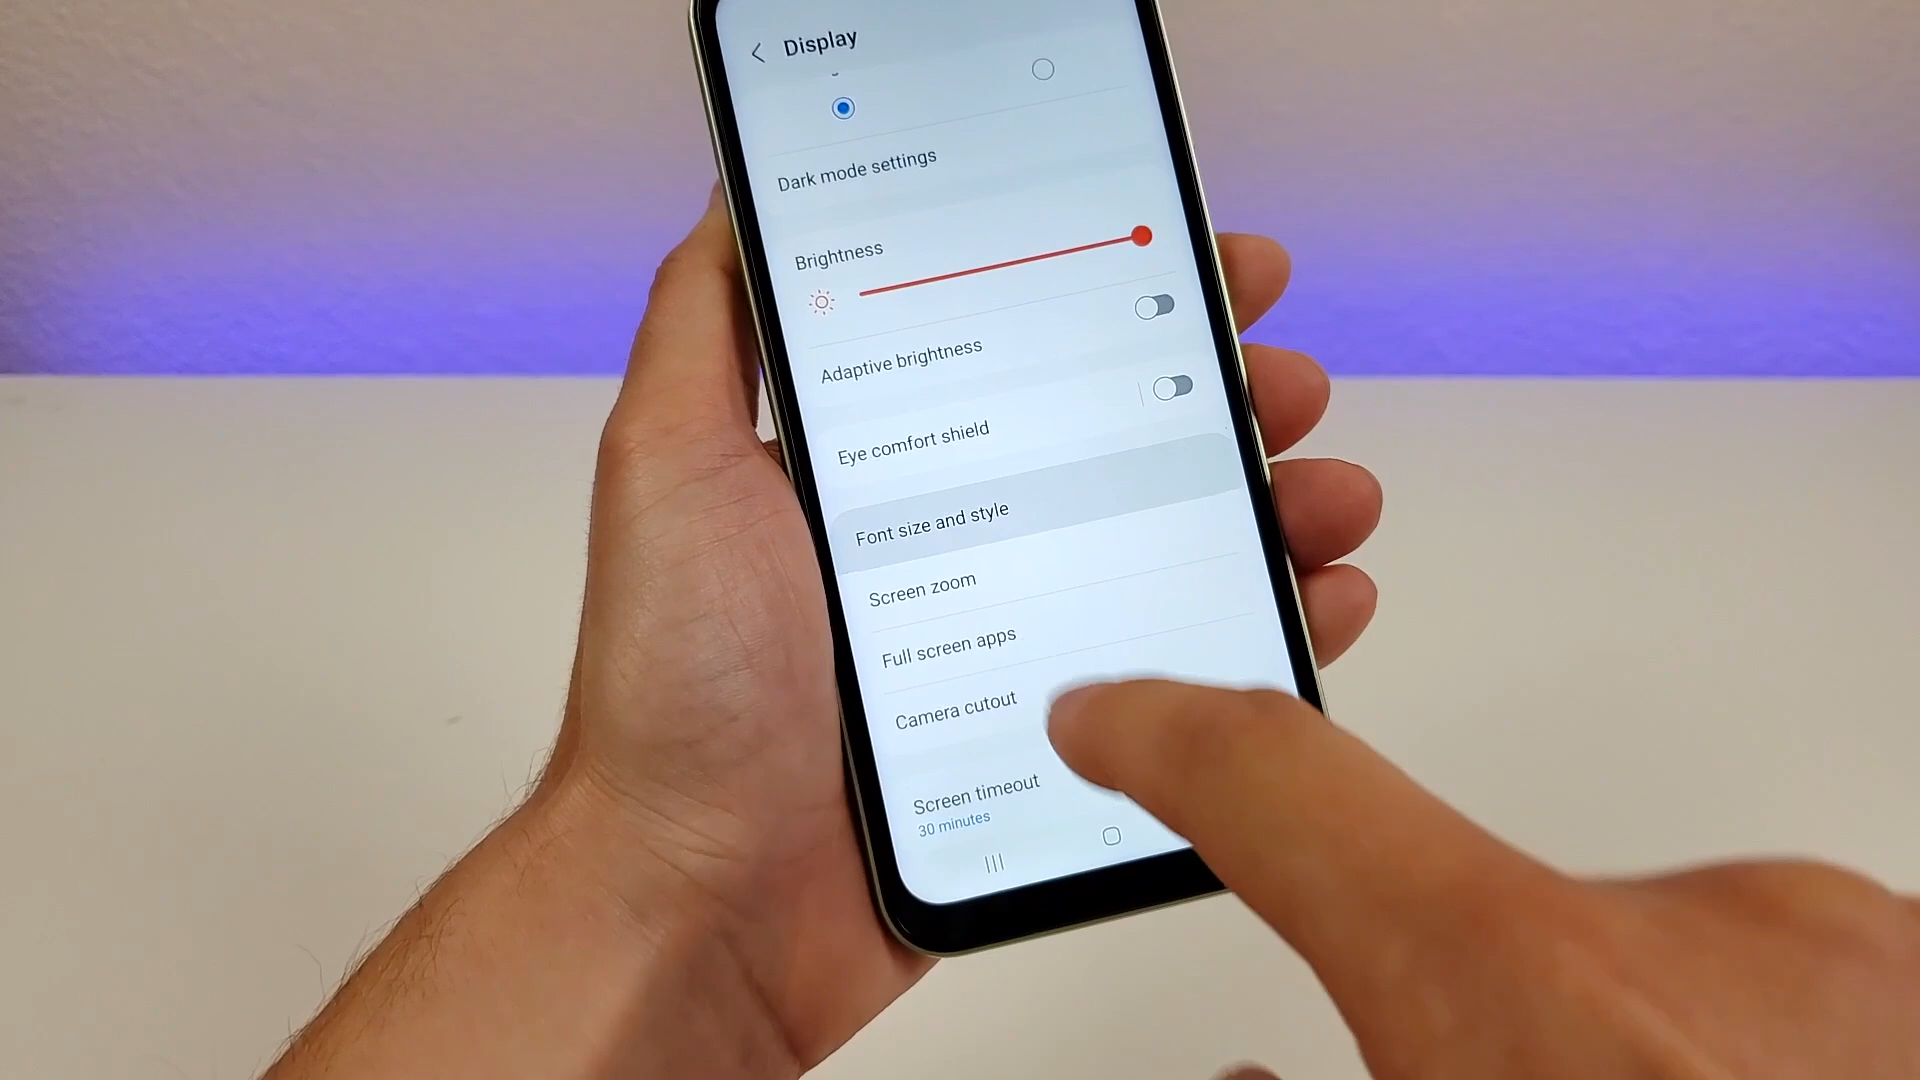 Display
Dark mode settings
Brightness
Adaptive brightness
Eye comfort shield
Font size and style
Screen zoom
Full screen apps
Camera cutout
Screen timeout
30 minutes